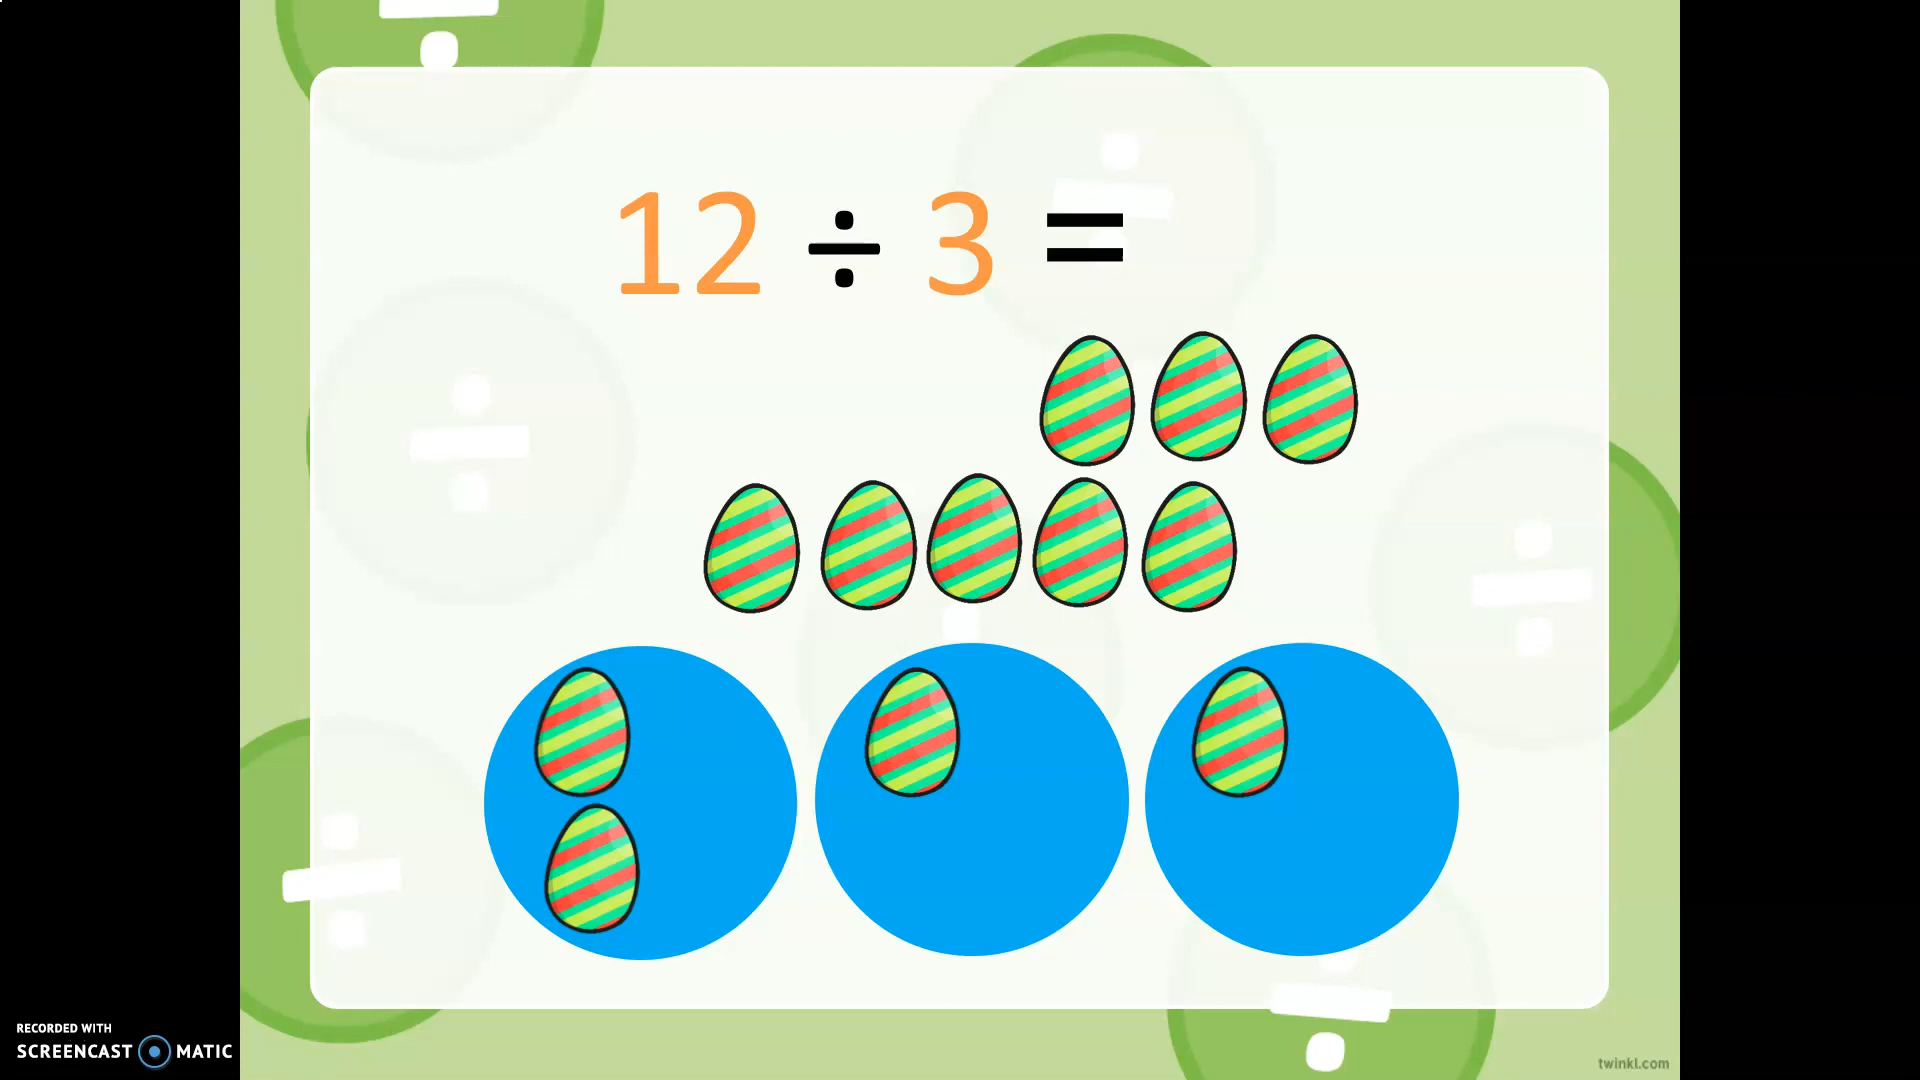 12 ÷ 3 =
RECORDED WITH
SCREENCAST MATIC
twinkl.com